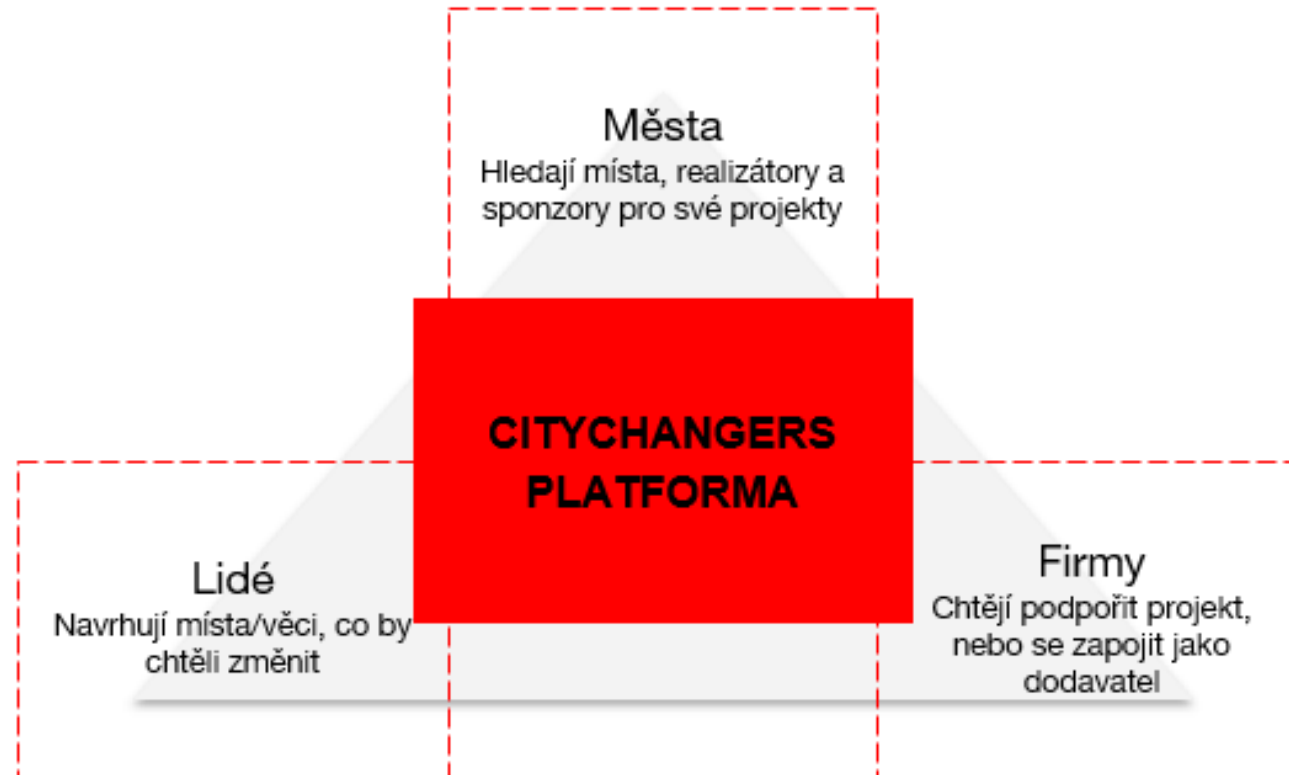 Města
Hledají místa, realizátory a
sponzory pro své projekty
CITYCHANGERS
PLATFORMA
Lidé
Navrhují místa/věci, co by
chtěli změnit
Firmy
Chtějí podpořit projekt,
nebo se zapojit jako
dodavatel